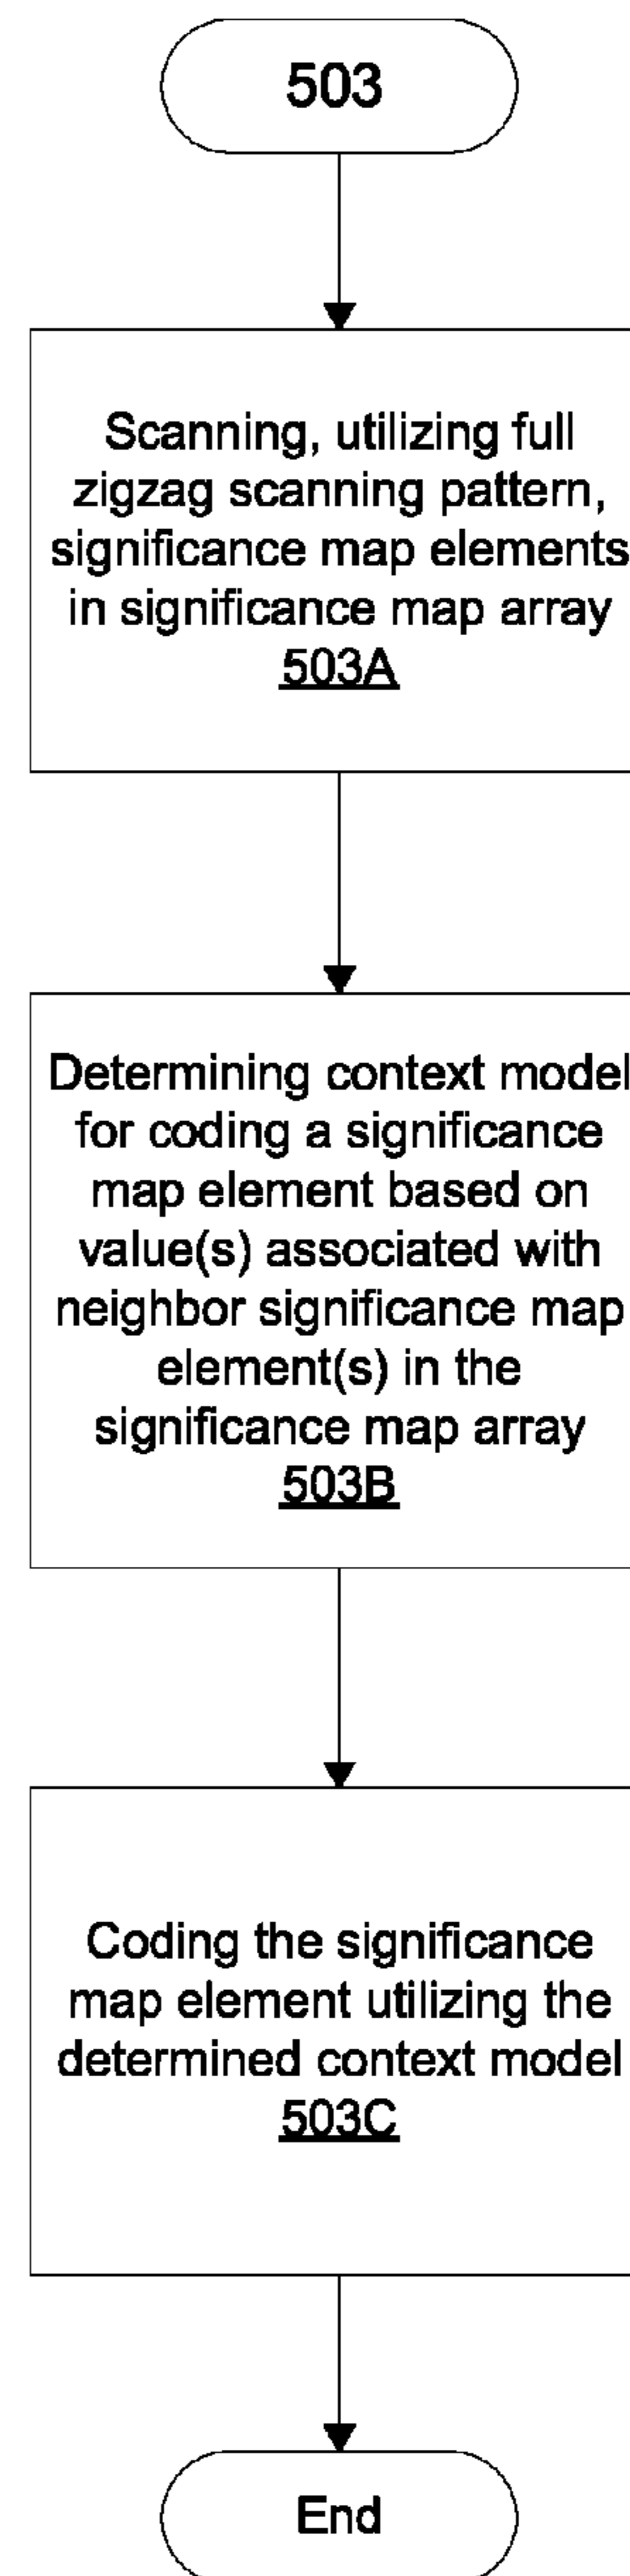 503
Scanning, utilizing full
zigzag scanning pattern,
significance map elements
in significance map array
503A
Determining context model
for coding a significance
map element based on
value(s) associated with
neighbor significance map
element(s) in the
significance map array
503B
Coding the significance
map element utilizing the
determined context model
503C
End